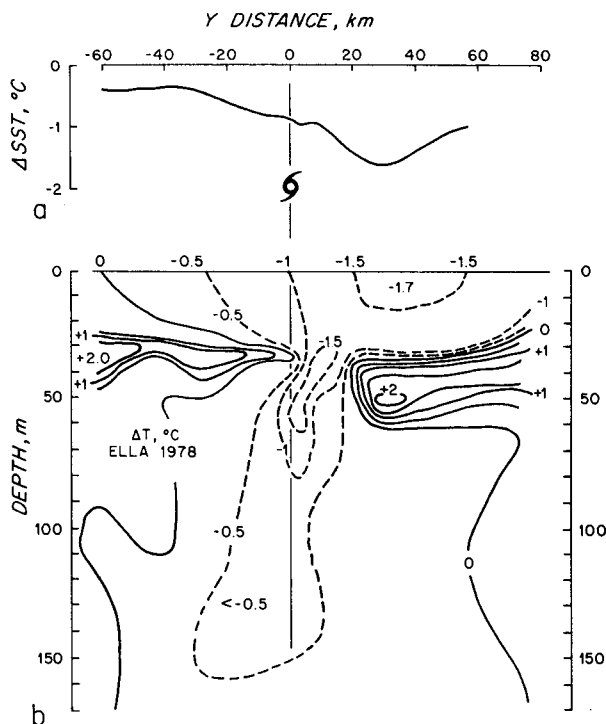 Y DISTANCE, km
-60 -40 -20 0 20 40 60 80
ΔSST, °C
0
-1
-2
a
0 -0.5 -1 -1.5 -1.5
0 0
-1.7
-0.5
-1.5
-1
0
+1
+1
+2.0
+1
+2
+1
50 50
-1
ΔT, °C
ELLA 1978
DEPTH, m
100 100
-0.5
0
<-0.5
150 150
b